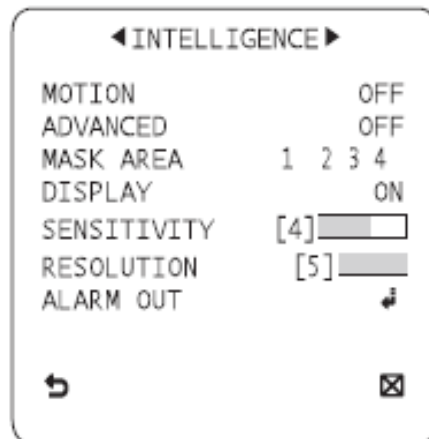 ◀INTELLIGENCE▶
MOTION OFF
ADVANCED OFF
MASK AREA 1 2 3 4
DISPLAY ON
SENSITIVITY [4]
RESOLUTION [5]
ALARM OUT